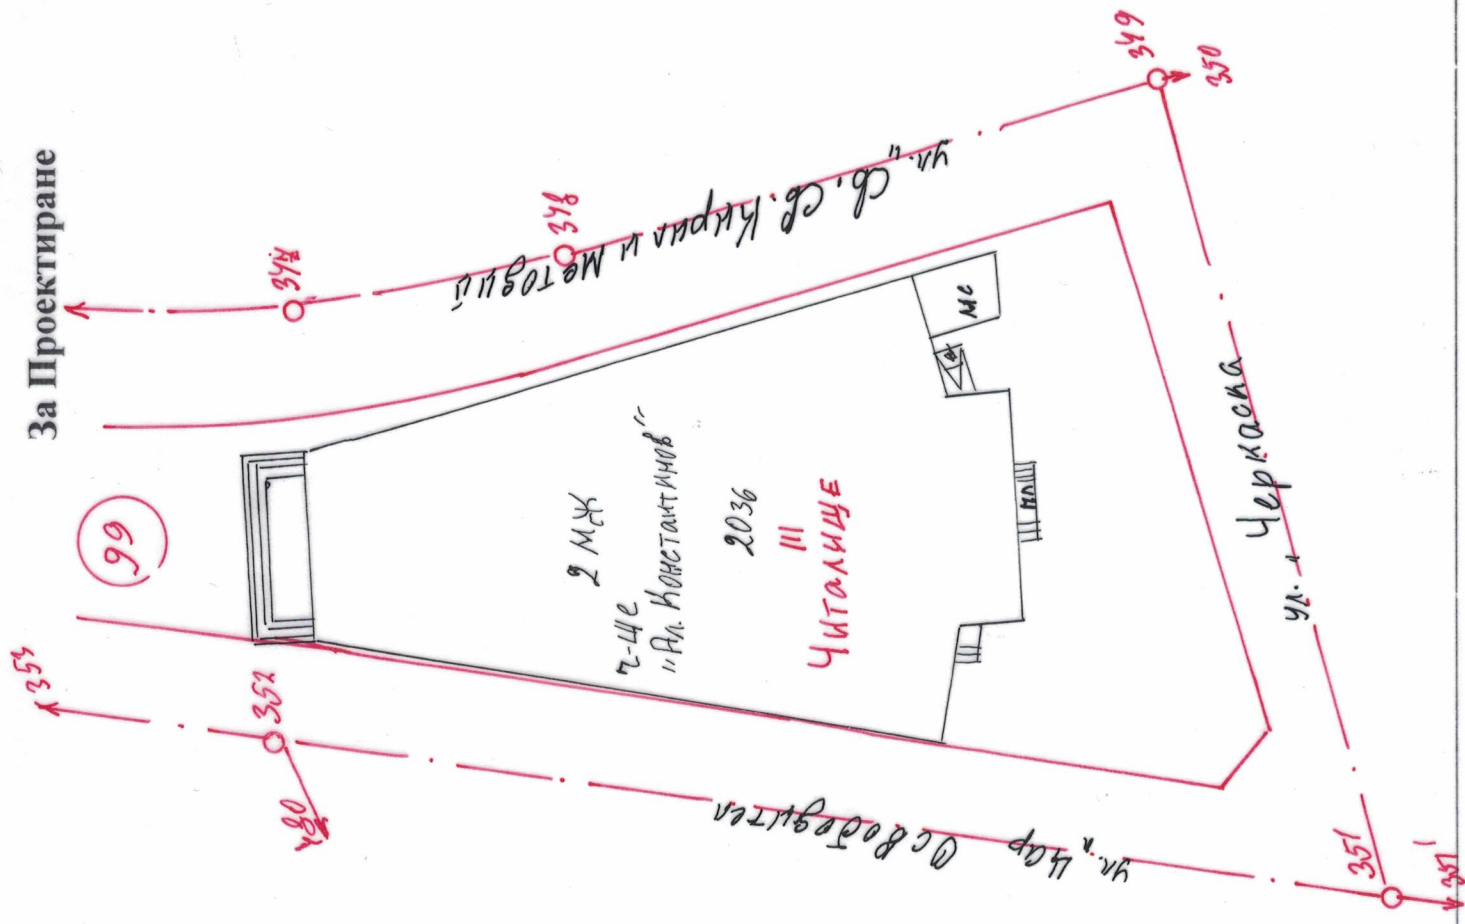 За Проектиране
99
353
352
480
347
348
349
350
ул. „ Св. Св. Кирил и Методий
2 МЖ
ч-ще
„Ал. Константинов"
2036
III
Читалище
МС
ул. „ Черкаска
ул. „ Цар Освободител
351
351